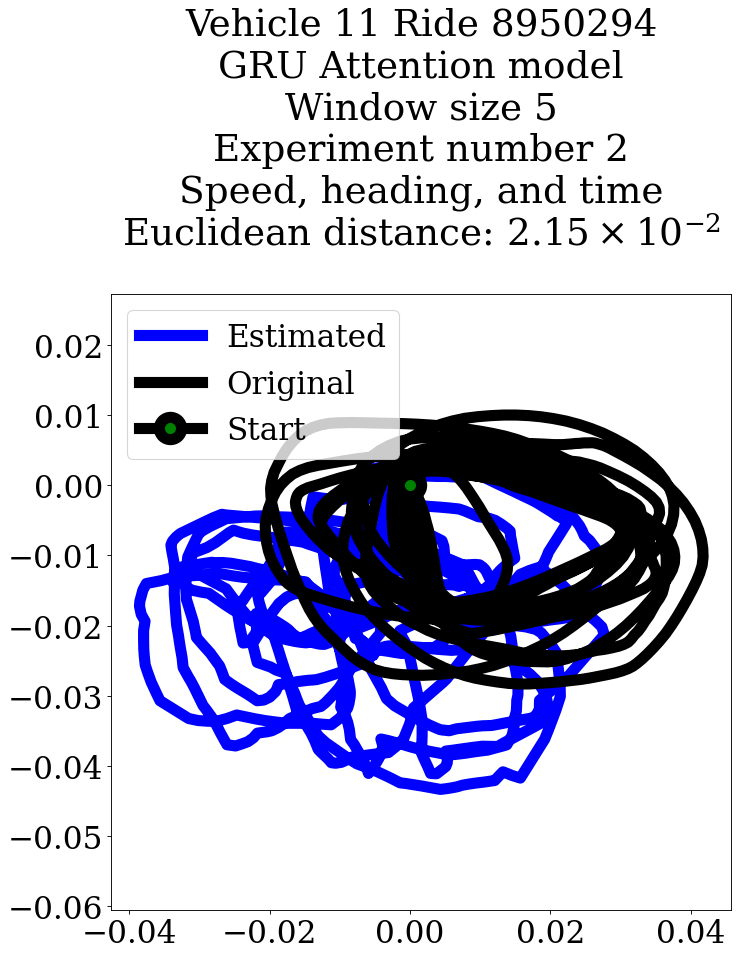 Vehicle 11 Ride 8950294
GRU Attention model
Window size 5
Experiment number 2
Speed, heading, and time
Euclidean distance: 2.15 × 10⁻²
Estimated
Original
Start
0.02
0.01
0.00
−0.01
−0.02
−0.03
−0.04
−0.05
−0.06
−0.04 −0.02 0.00 0.02 0.04